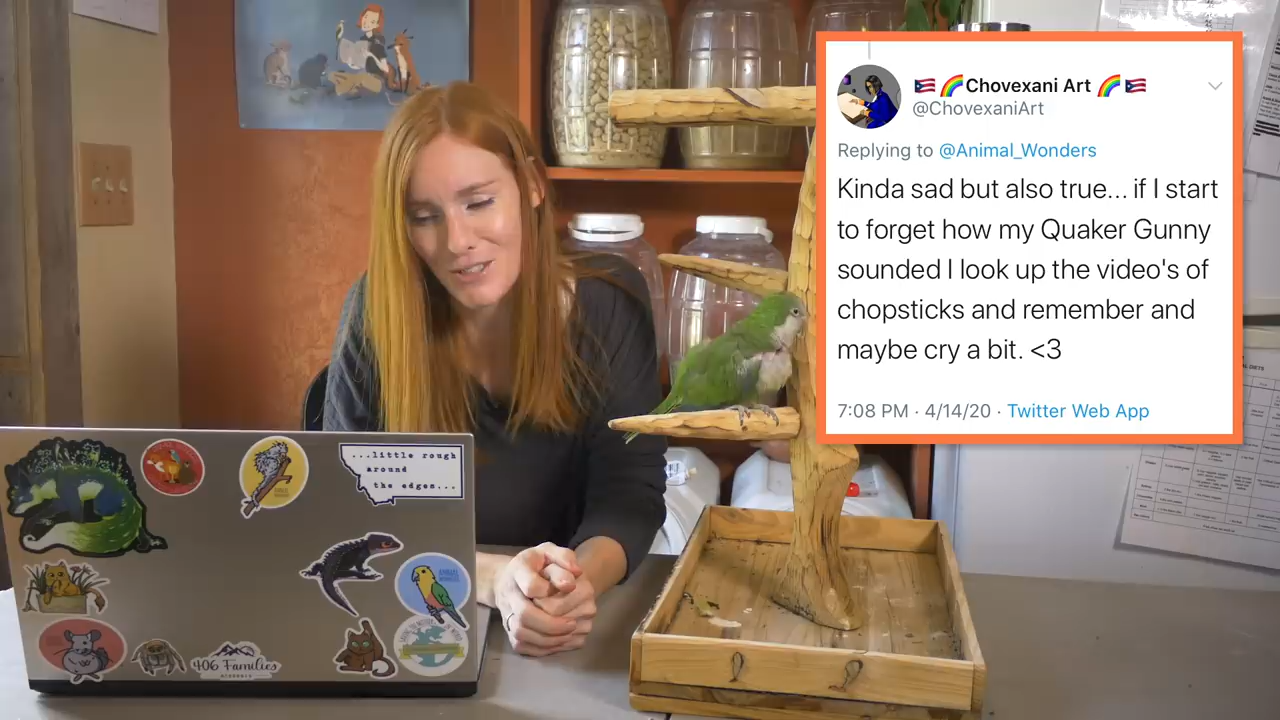 🇵🇷 🌈Chovexani Art 🌈🇵🇷
@ChovexaniArt
Replying to @Animal_Wonders
Kinda sad but also true... if I start
to forget how my Quaker Gunny
sounded I look up the video's of
chopsticks and remember and
maybe cry a bit. <3
7:08 PM · 4/14/20 · Twitter Web App
...little rough
around
the edges...
ANIMAL
WONDERS
406 Families